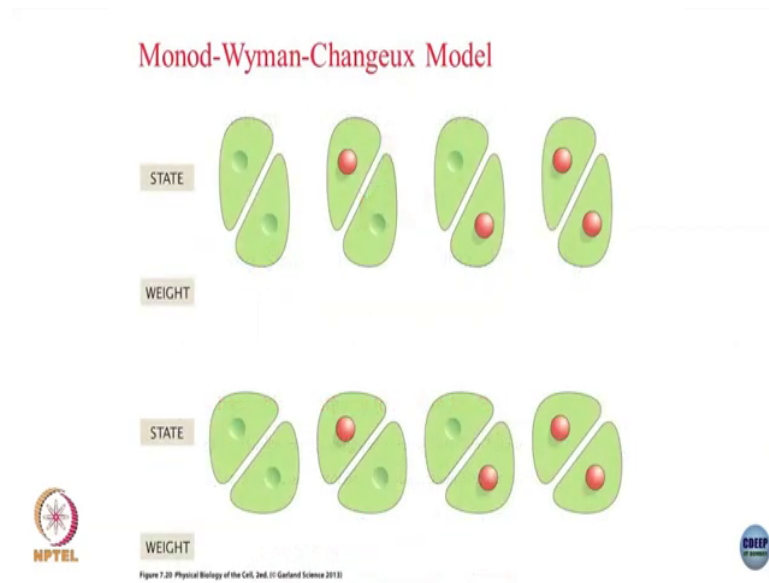 Monod-Wyman-Changeux Model
STATE
WEIGHT
STATE
WEIGHT
NPTEL
CDEEP
Figure 7.20 Physical Biology of the Cell, 2ed. (© Garland Science 2013)